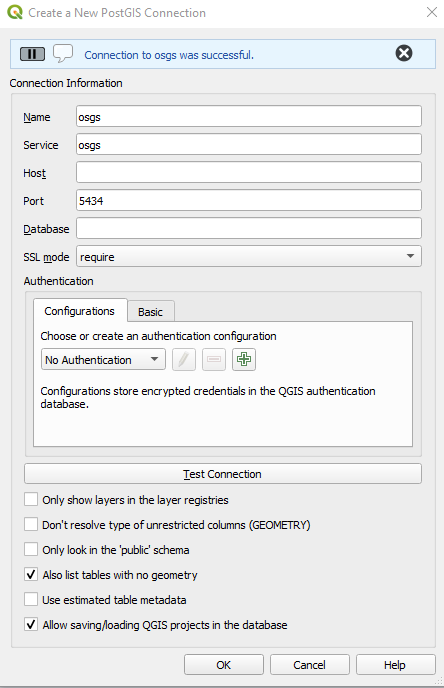 Create a New PostGIS Connection
Connection to osgs was successful.
Connection Information
Name osgs
Service osgs
Host
Port 5434
Database
SSL mode require
Authentication
Configurations Basic
Choose or create an authentication configuration
No Authentication
Configurations store encrypted credentials in the QGIS authentication
database.
Test Connection
Only show layers in the layer registries
Don't resolve type of unrestricted columns (GEOMETRY)
Only look in the 'public' schema
Also list tables with no geometry
Use estimated table metadata
Allow saving/loading QGIS projects in the database
OK Cancel Help